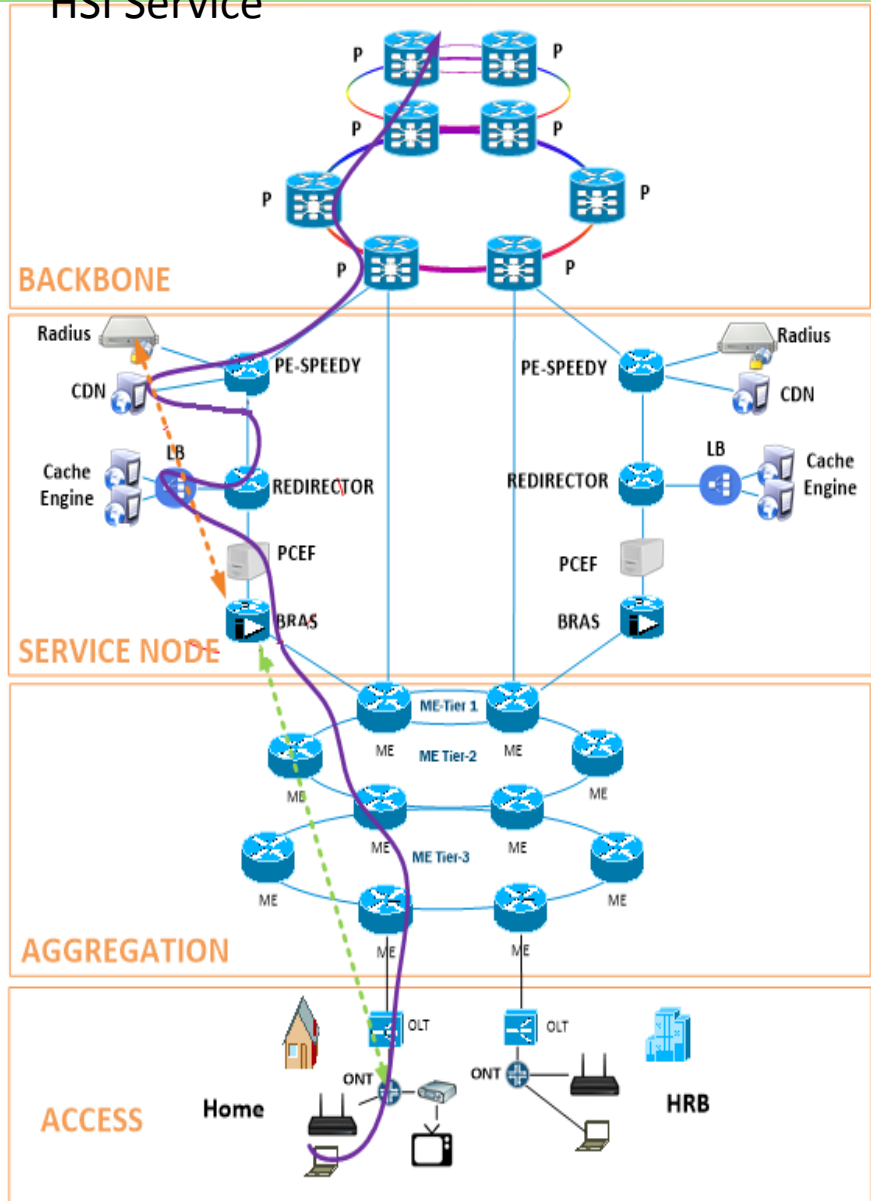 HSI Service
P
P
P
P
P
P
P
P
BACKBONE
Radius
PE-SPEEDY
CDN
LB
Cache
Engine
REDIRECTOR
PCEF
BRAS
Radius
PE-SPEEDY
CDN
LB
Cache
Engine
REDIRECTOR
PCEF
BRAS
SERVICE NODE
ME-Tier 1
ME
ME
ME Tier-2
ME
ME
ME
ME
ME Tier-3
ME
ME
ME
ME
AGGREGATION
OLT
OLT
ONT
ONT
Home
HRB
ACCESS